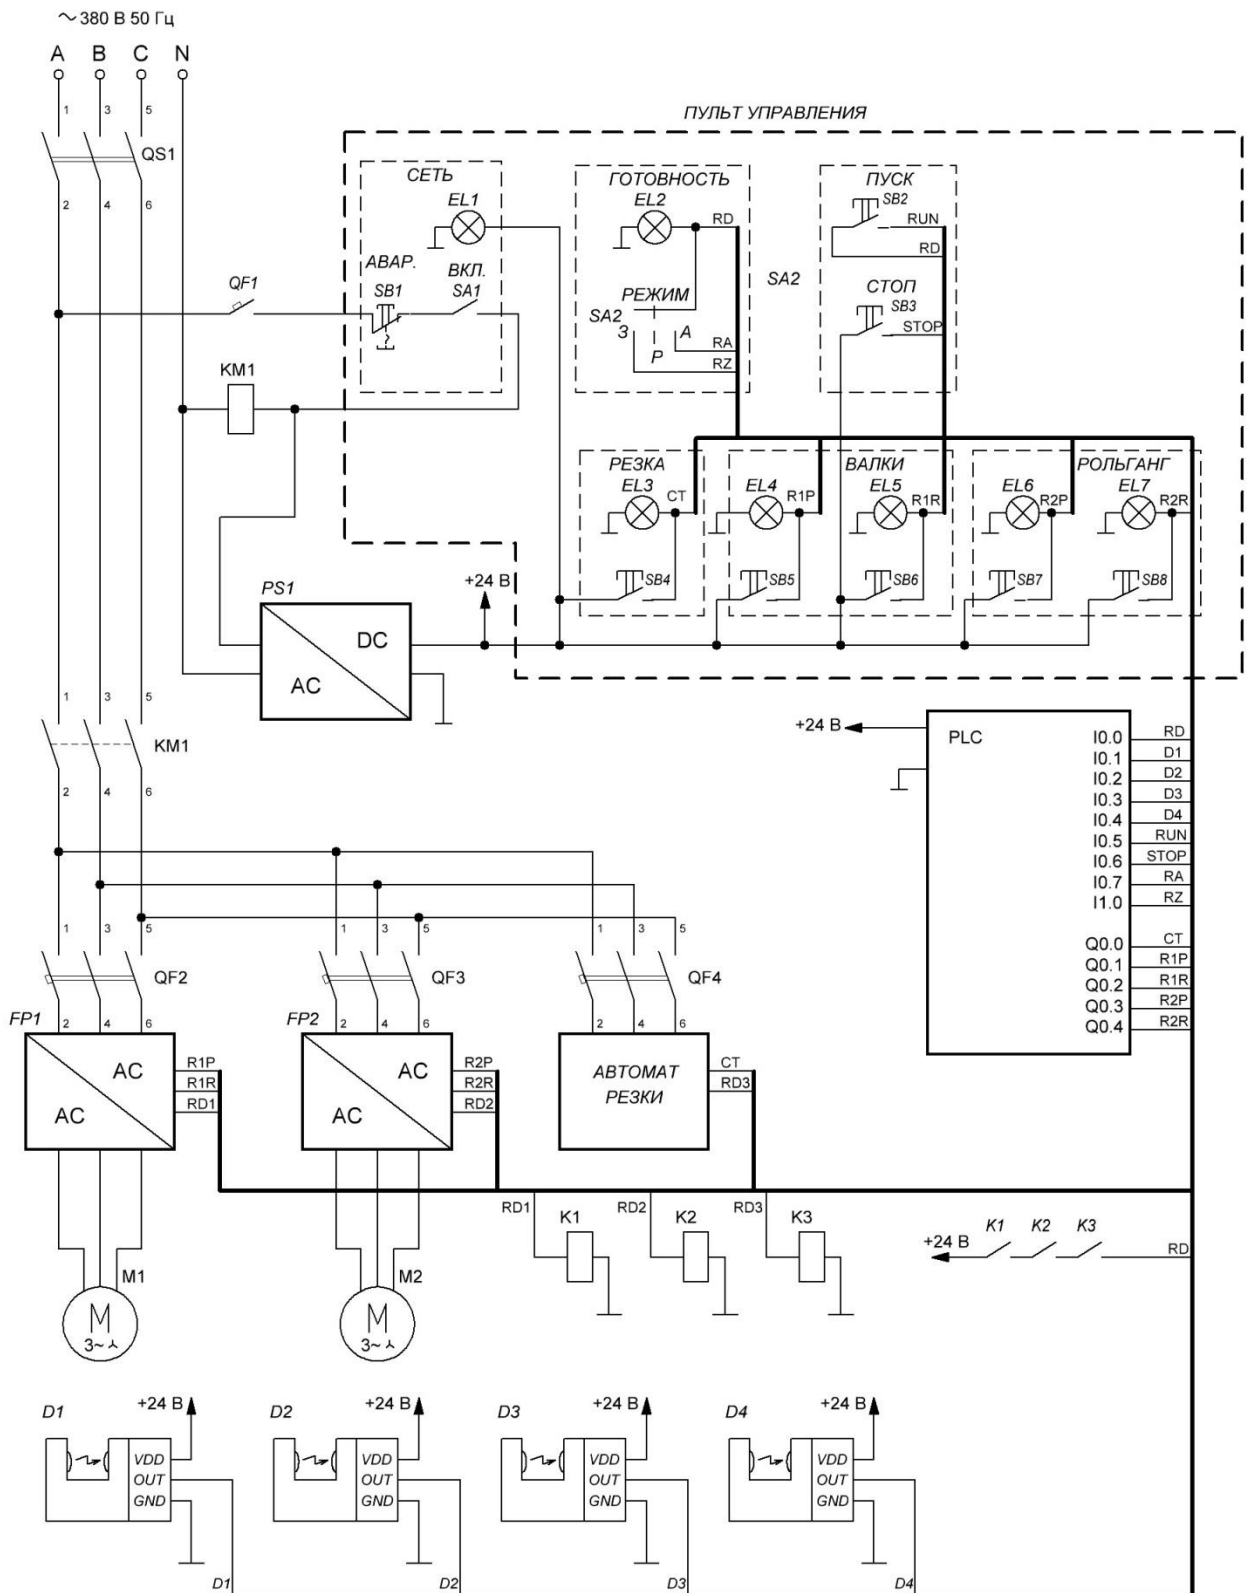 ~ 380 В 50 Гц
A B C N
1 3 5
QS1
2 4 6
ПУЛЬТ УПРАВЛЕНИЯ
СЕТЬ
EL1
АВАР.
SB1
ВКЛ.
SA1
ГОТОВНОСТЬ
EL2
RD
РЕЖИМ
SA2
З
Р
А
RA
RZ
SA2
ПУСК
SB2
RUN
RD
СТОП
SB3
STOP
QF1
KM1
РЕЗКА
EL3
CT
SB4
ВАЛКИ
EL4
R1P
SB5
EL5
R1R
SB6
РОЛЬГАНГ
EL6
R2P
SB7
EL7
R2R
SB8
PS1
DC
AC
+24 В
1 3 5
KM1
2 4 6
+24 В
PLC
I0.0 RD
I0.1 D1
I0.2 D2
I0.3 D3
I0.4 D4
I0.5 RUN
I0.6 STOP
I0.7 RA
I1.0 RZ
Q0.0 CT
Q0.1 R1P
Q0.2 R1R
Q0.3 R2P
Q0.4 R2R
1 3 5
QF2
2 4 6
1 3 5
QF3
2 4 6
1 3 5
QF4
2 4 6
FP1
AC
AC
R1P
R1R
RD1
FP2
AC
AC
R2P
R2R
RD2
АВТОМАТ
РЕЗКИ
CT
RD3
M1
M
3~
M2
M
3~
RD1
K1
RD2
K2
RD3
K3
+24 В
K1
K2
K3
RD
D1
+24 В
VDD
OUT
GND
D1
D2
+24 В
VDD
OUT
GND
D2
D3
+24 В
VDD
OUT
GND
D3
D4
+24 В
VDD
OUT
GND
D4